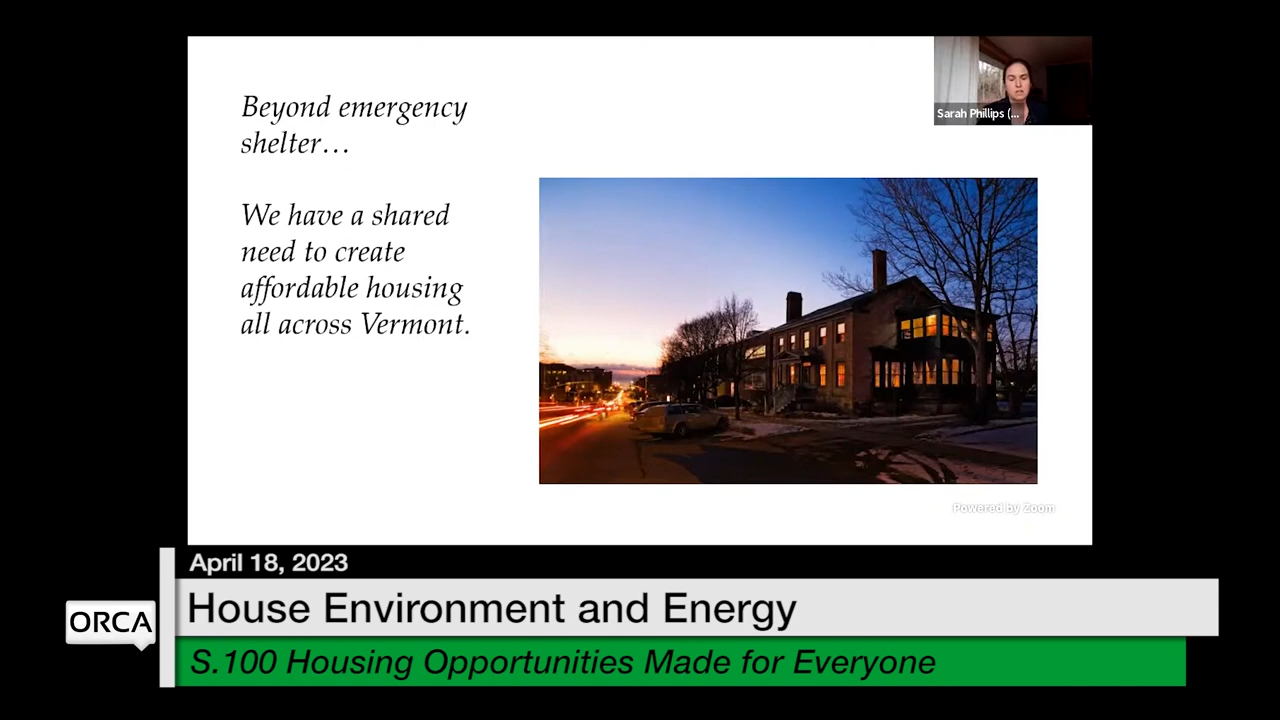 Beyond emergency
shelter…
We have a shared
need to create
affordable housing
all across Vermont.
Sarah Phillips (...
Powered by Zoom
April 18, 2023
ORCA
House Environment and Energy
S.100 Housing Opportunities Made for Everyone